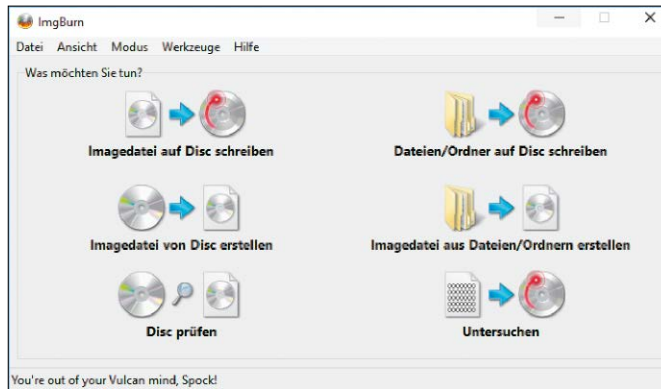 ImgBurn
Datei Ansicht Modus Werkzeuge Hilfe
Was möchten Sie tun?
Imagedatei auf Disc schreiben
Dateien/Ordner auf Disc schreiben
Imagedatei von Disc erstellen
Imagedatei aus Dateien/Ordnern erstellen
Disc prüfen
Untersuchen
You're out of your Vulcan mind, Spock!